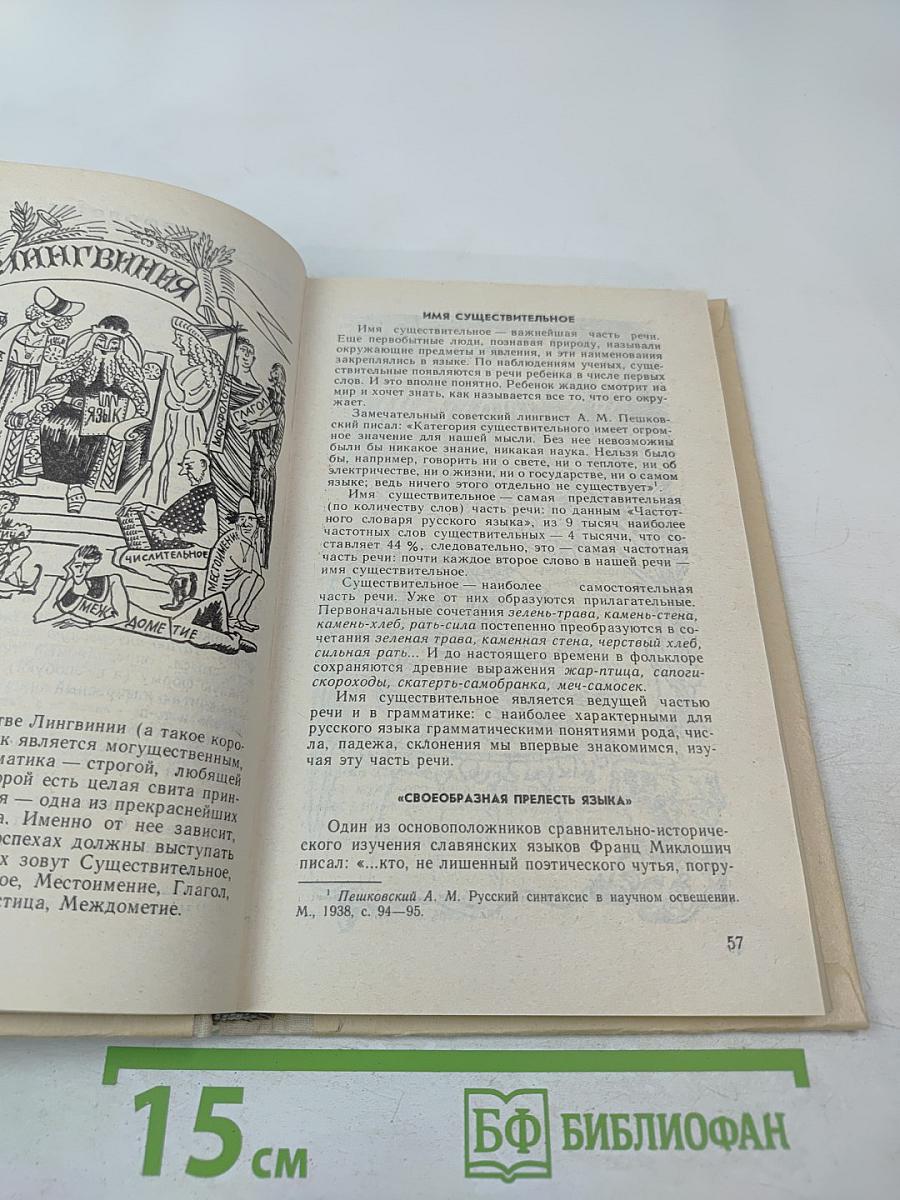 ЛИНГВИНИЯ
ЯЗЫК
МОРФОЛОГИЯ
ГЛАГОЛ
ЧИСЛИТЕЛЬНОЕ
МЕСТОИМЕНИЕ
МЕЖ
ДОМЕТИЕ
тве Лингвинии (а такое коро-
к является могущественным,
матика — строгой, любящей
орой есть целая свита прин-
я — одна из прекраснейших
а. Именно от нее зависит,
оспехах должны выступать
х зовут Существительное,
ое, Местоимение, Глагол,
стица, Междометие.
ИМЯ СУЩЕСТВИТЕЛЬНОЕ
Имя существительное — важнейшая часть речи.
Еще первобытные люди, познавая природу, называли
окружающие предметы и явления, и эти наименования
закреплялись в языке. По наблюдениям ученых, суще-
ствительные появляются в речи ребенка в числе первых
слов. И это вполне понятно. Ребенок жадно смотрит на
мир и хочет знать, как называется все то, что его окру-
жает.
Замечательный советский лингвист А. М. Пешков-
ский писал: «Категория существительного имеет огром-
ное значение для нашей мысли. Без нее невозможны
были бы никакое знание, никакая наука. Нельзя было
бы, например, говорить ни о свете, ни о теплоте, ни об
электричестве, ни о жизни, ни о государстве, ни о самом
языке; ведь ничего этого отдельно не существует»¹.
Имя существительное — самая представительная
(по количеству слов) часть речи: по данным «Частот-
ного словаря русского языка», из 9 тысяч наиболее
частотных слов существительных — 4 тысячи, что со-
ставляет 44 %, следовательно, это — самая частотная
часть речи: почти каждое второе слово в нашей речи —
имя существительное.
Существительное — наиболее самостоятельная
часть речи. Уже от них образуются прилагательные.
Первоначальные сочетания зелень-трава, камень-стена,
камень-хлеб, рать-сила постепенно преобразуются в со-
четания зеленая трава, каменная стена, черствый хлеб,
сильная рать... И до настоящего времени в фольклоре
сохраняются древние выражения жар-птица, сапоги-
скороходы, скатерть-самобранка, меч-самосек.
Имя существительное является ведущей частью
речи и в грамматике: с наиболее характерными для
русского языка грамматическими понятиями рода, чис-
ла, падежа, склонения мы впервые знакомимся, изу-
чая эту часть речи.
«СВОЕОБРАЗНАЯ ПРЕЛЕСТЬ ЯЗЫКА»
Один из основоположников сравнительно-историче-
ского изучения славянских языков Франц Миклошич
писал: «...кто, не лишенный поэтического чутья, погру-
¹ Пешковский А. М. Русский синтаксис в научном освещении.
М., 1938, с. 94—95.
57
15 см
БФ БИБЛИОФАН